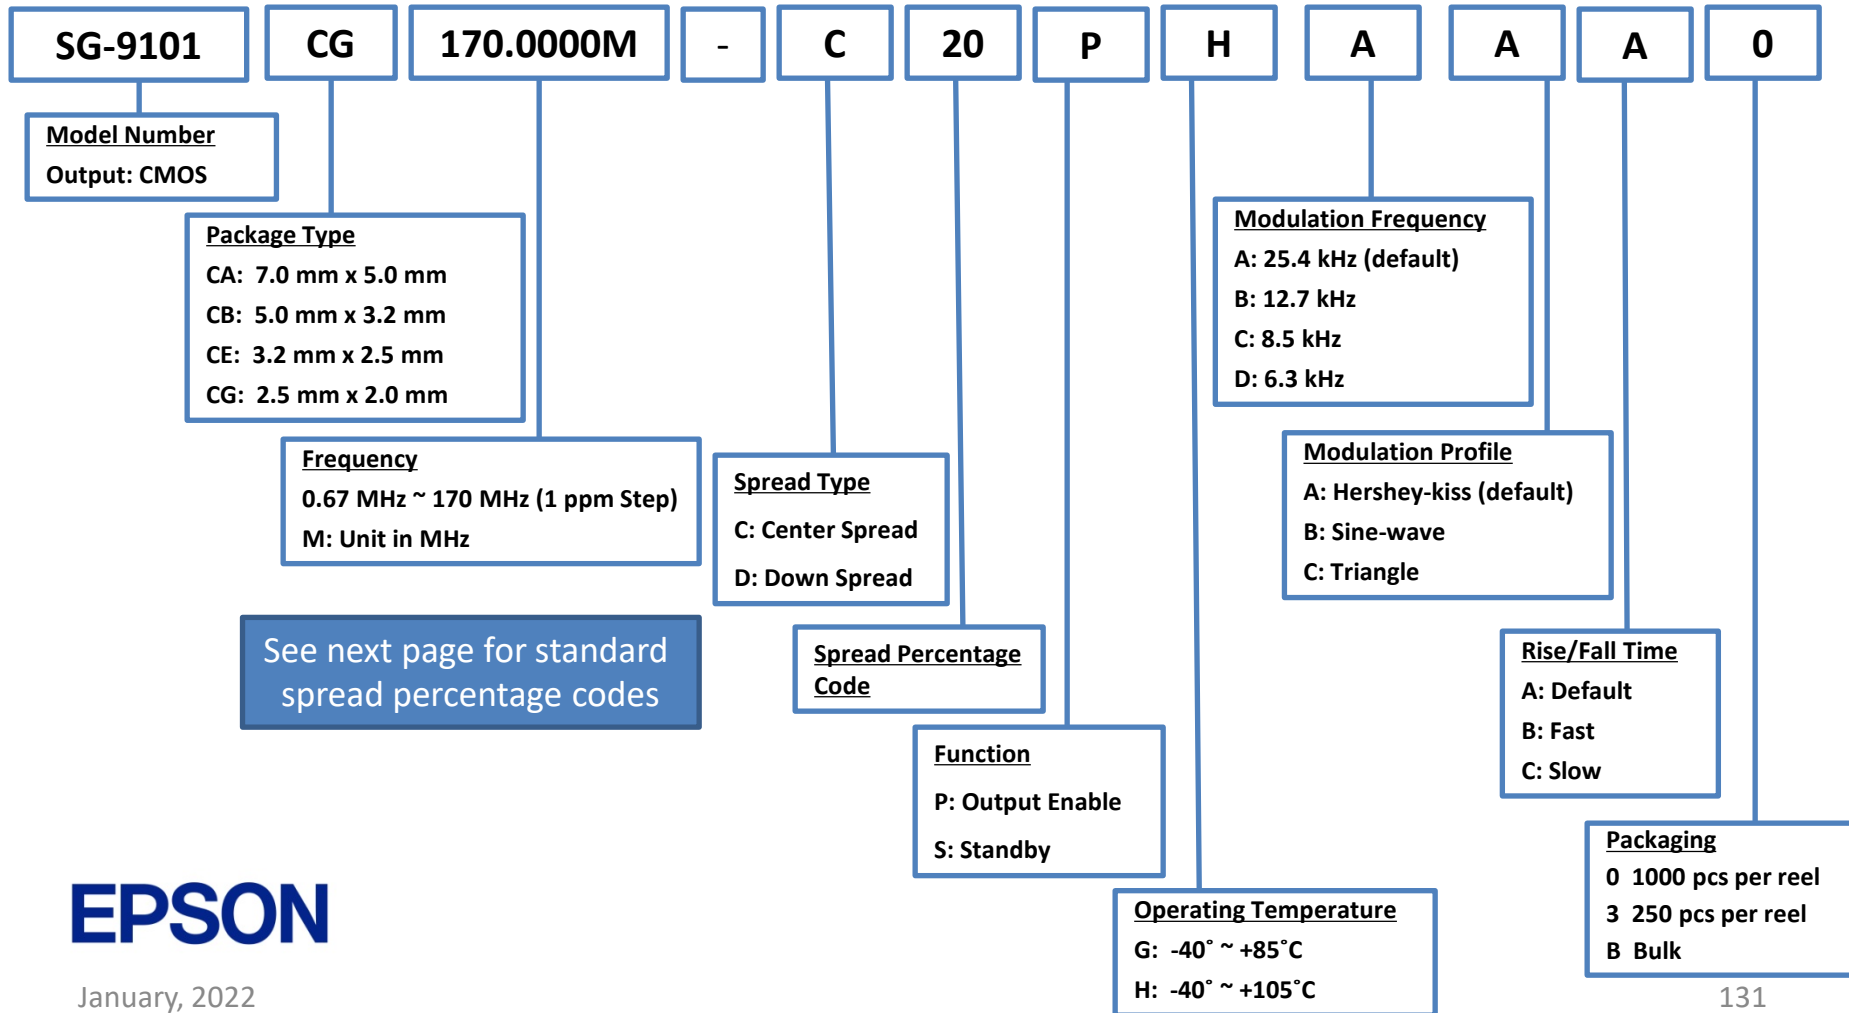 SG-9101 CG 170.0000M - C 20 P H A A A 0
Model Number
Output: CMOS
Package Type
CA: 7.0 mm x 5.0 mm
CB: 5.0 mm x 3.2 mm
CE: 3.2 mm x 2.5 mm
CG: 2.5 mm x 2.0 mm
Frequency
0.67 MHz ~ 170 MHz (1 ppm Step)
M: Unit in MHz
Spread Type
C: Center Spread
D: Down Spread
See next page for standard
spread percentage codes
Spread Percentage
Code
Function
P: Output Enable
S: Standby
Operating Temperature
G: -40˚ ~ +85˚C
H: -40˚ ~ +105˚C
Modulation Frequency
A: 25.4 kHz (default)
B: 12.7 kHz
C: 8.5 kHz
D: 6.3 kHz
Modulation Profile
A: Hershey-kiss (default)
B: Sine-wave
C: Triangle
Rise/Fall Time
A: Default
B: Fast
C: Slow
Packaging
0 1000 pcs per reel
3 250 pcs per reel
B Bulk
EPSON
January, 2022
131